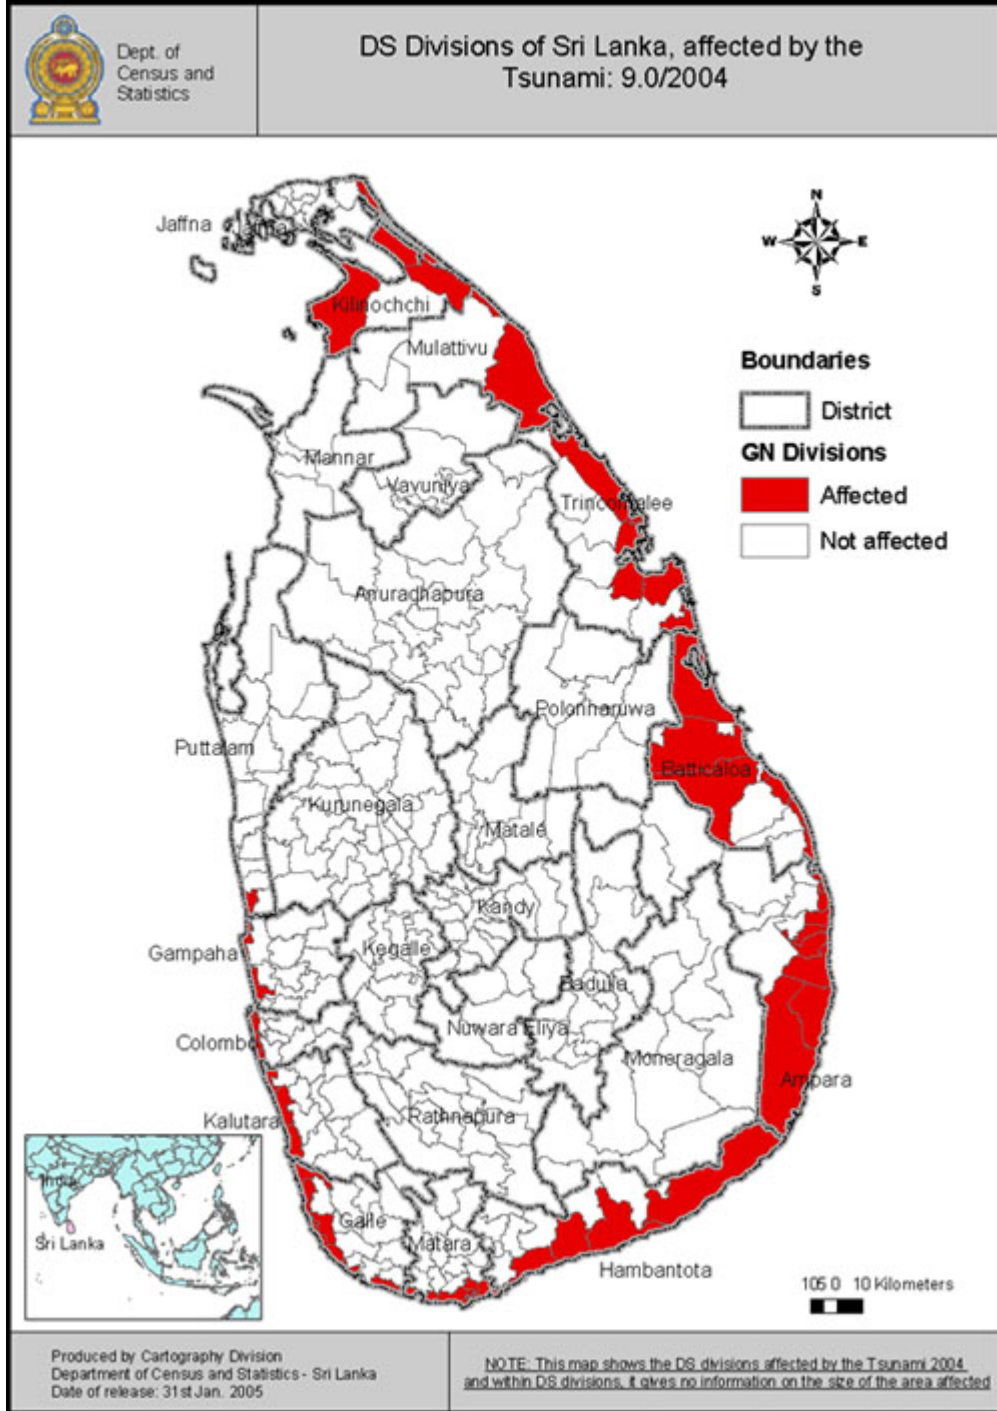 Dept. of
Census and
Statistics
DS Divisions of Sri Lanka, affected by the
Tsunami: 9.0/2004
N
W E
S
Jaffna
Kilinochchi
Mulattivu
Boundaries
District
GN Divisions
Affected
Not affected
Mannar
Vavuniya
Trincomalee
Anuradhapura
Polonnaruwa
Puttalam
Batticaloa
Kurunegala
Matale
Kandy
Gampaha
Kegalle
Badulla
Nuwara Eliya
Colombo
Moneragala
Ampara
Rathnapura
Kalutara
India
Sri Lanka
Galle
Matara
Hambantota
105 0 10 Kilometers
Produced by Cartography Division
Department of Census and Statistics - Sri Lanka
Date of release: 31st Jan. 2005
NOTE: This map shows the DS divisions affected by the Tsunami 2004
and within DS divisions, it gives no information on the size of the area affected